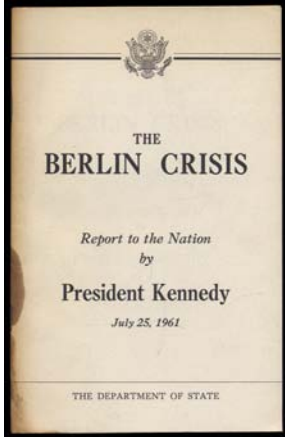 THE
BERLIN CRISIS
Report to the Nation
by
President Kennedy
July 25, 1961
THE DEPARTMENT OF STATE